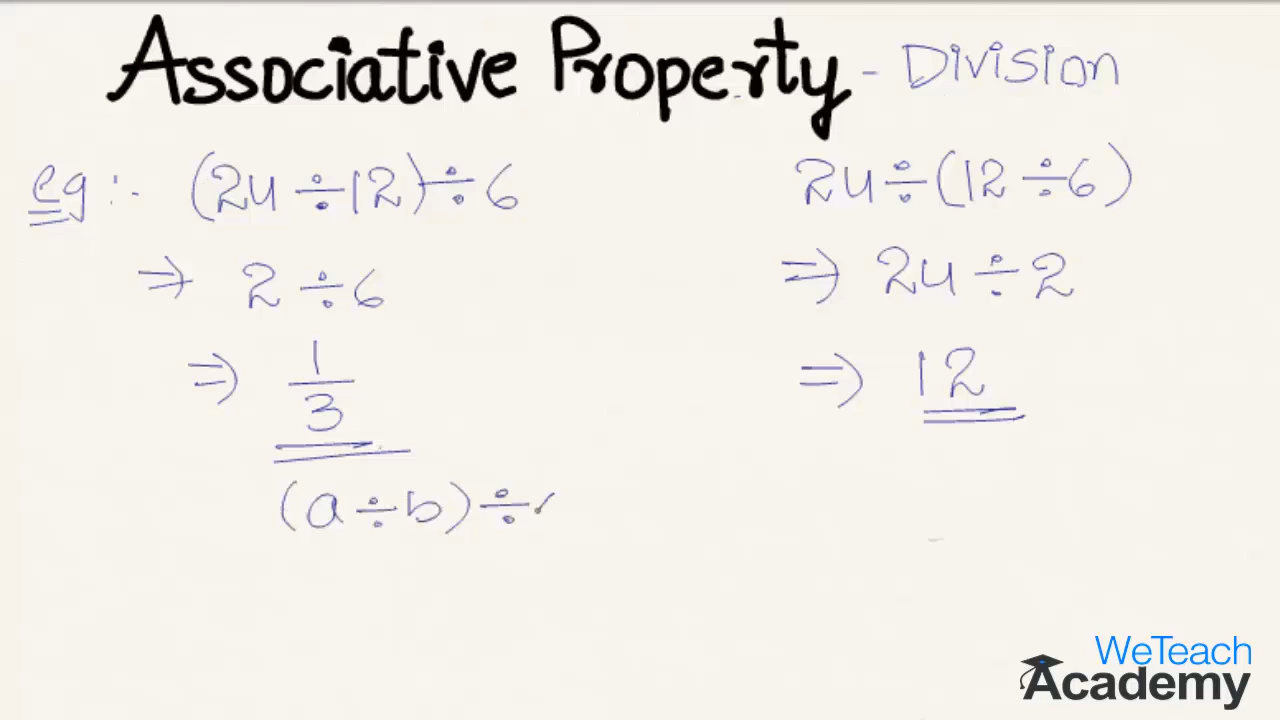 Associative Property - Division
eg :- (24 ÷ 12) ÷ 6
24 ÷ (12 ÷ 6)
⇒ 2 ÷ 6
⇒ 24 ÷ 2
⇒ 1/3
⇒ 12
(a ÷ b) ÷
WeTeach
Academy